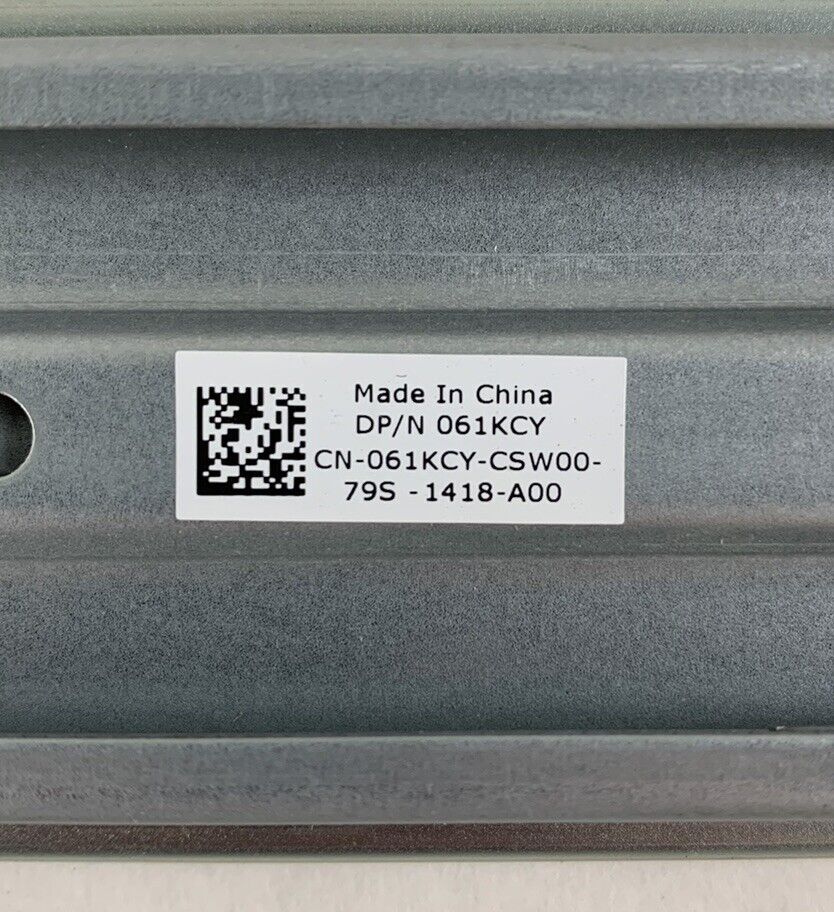 Made In China
DP/N 061KCY
CN-061KCY-CSW00-
79S -1418-A00